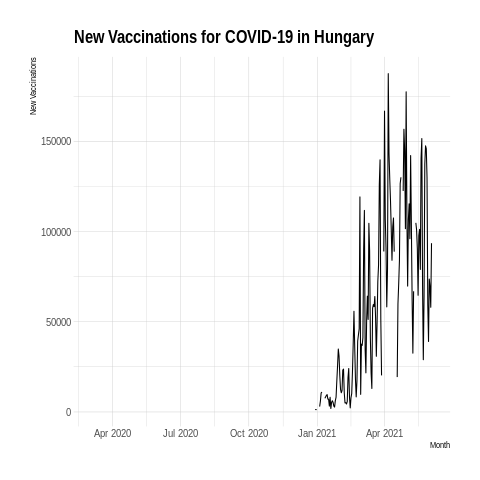 New Vaccinations for COVID-19 in Hungary
New Vaccinations
150000
100000
50000
0
Apr 2020 Jul 2020 Oct 2020 Jan 2021 Apr 2021
Month